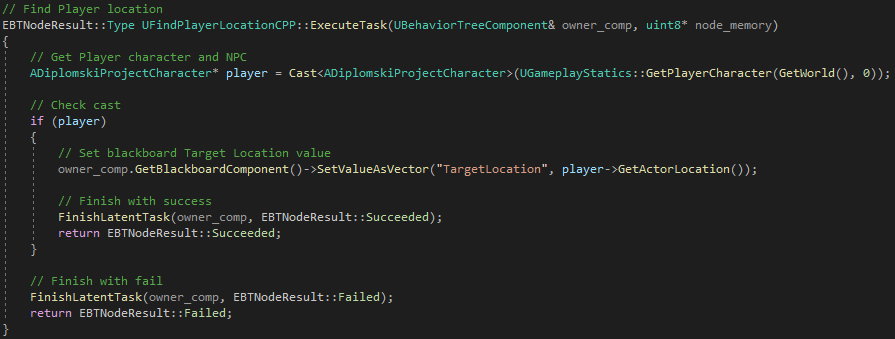 // Find Player location
EBTNodeResult::Type UFindPlayerLocationCPP::ExecuteTask(UBehaviorTreeComponent& owner_comp, uint8* node_memory)
{
    // Get Player character and NPC
    ADiplomskiProjectCharacter* player = Cast<ADiplomskiProjectCharacter>(UGameplayStatics::GetPlayerCharacter(GetWorld(), 0));

    // Check cast
    if (player)
    {
        // Set blackboard Target Location value
        owner_comp.GetBlackboardComponent()->SetValueAsVector("TargetLocation", player->GetActorLocation());

        // Finish with success
        FinishLatentTask(owner_comp, EBTNodeResult::Succeeded);
        return EBTNodeResult::Succeeded;
    }

    // Finish with fail
    FinishLatentTask(owner_comp, EBTNodeResult::Failed);
    return EBTNodeResult::Failed;
}